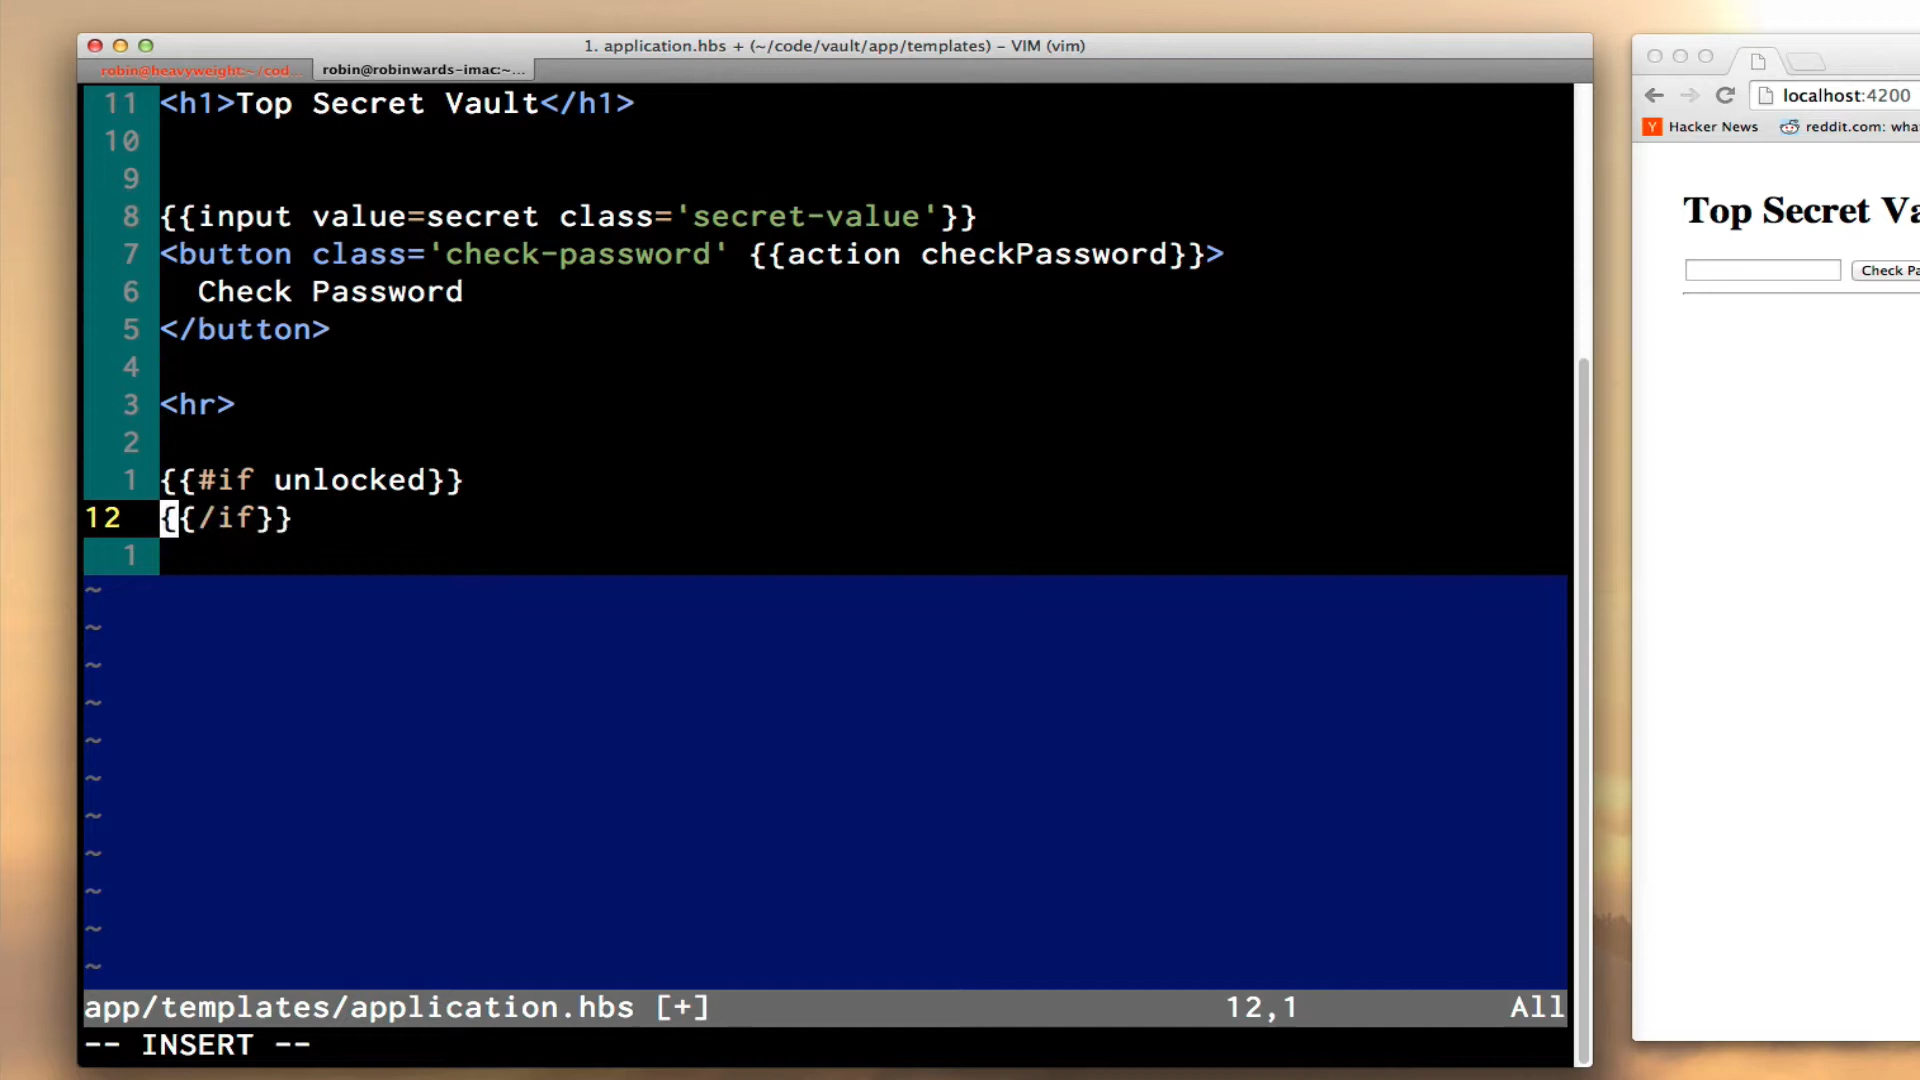 1. application.hbs + (~/code/vault/app/templates) – VIM (vim)
robin@heavyweight:~/cod...
robin@robinwards-imac:~...
11 <h1>Top Secret Vault</h1>
10
9
8 {{input value=secret class='secret-value'}}
7 <button class='check-password' {{action checkPassword}}>
6 Check Password
5 </button>
4
3 <hr>
2
1 {{#if unlocked}}
12 {{/if}}
1
~
~
~
~
~
~
~
~
~
~
~
app/templates/application.hbs [+] 12,1 All
-- INSERT --
localhost:4200
Y Hacker News reddit.com: wha
Top Secret Va
Check Pa